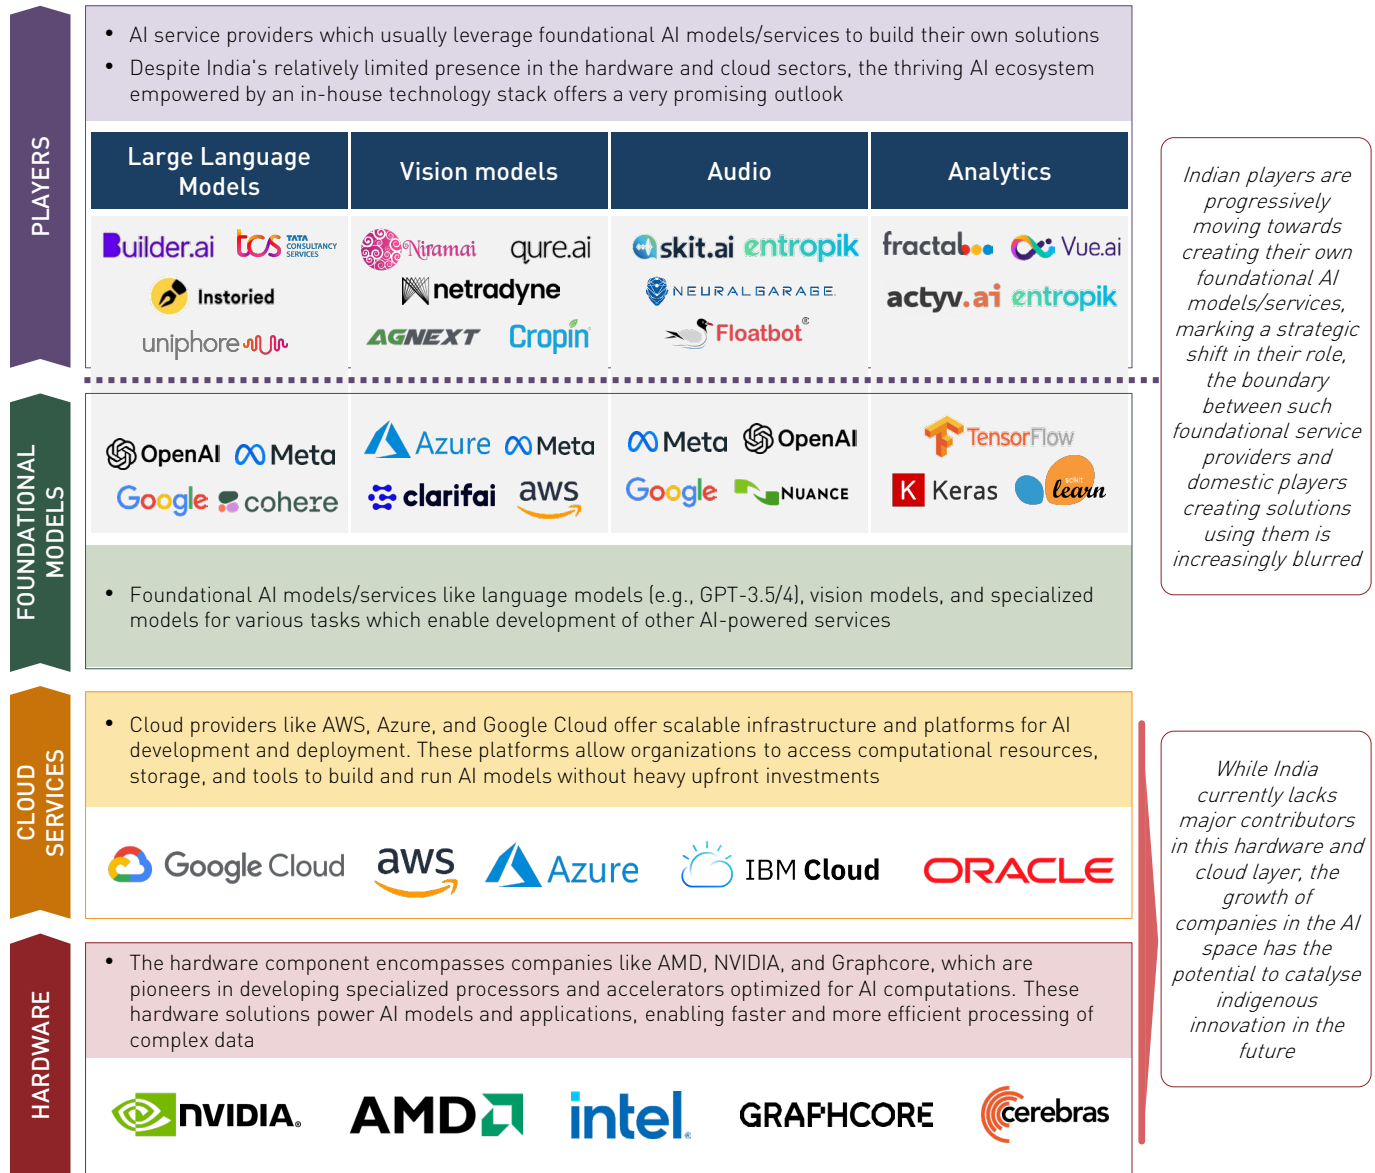 PLAYERS
• AI service providers which usually leverage foundational AI models/services to build their own solutions
• Despite India's relatively limited presence in the hardware and cloud sectors, the thriving AI ecosystem
empowered by an in-house technology stack offers a very promising outlook
Large Language
Models
Vision models
Audio
Analytics
Builder.ai
tcs TATA
CONSULTANCY
SERVICES
Instoried
uniphore
Niramai
qure.ai
netradyne
AGNEXT
Cropin
skit.ai
entropik
NEURALGARAGE
Floatbot®
fractal
Vue.ai
actyv.ai
entropik
Indian players are
progressively
moving towards
creating their own
foundational AI
models/services,
marking a strategic
shift in their role,
the boundary
between such
foundational service
providers and
domestic players
creating solutions
using them is
increasingly blurred
FOUNDATIONAL
MODELS
OpenAI
Meta
Google
cohere
Azure
Meta
clarifai
aws
Meta
OpenAI
Google
NUANCE
TensorFlow
K Keras
scikit
learn
• Foundational AI models/services like language models (e.g., GPT-3.5/4), vision models, and specialized
models for various tasks which enable development of other AI-powered services
CLOUD
SERVICES
• Cloud providers like AWS, Azure, and Google Cloud offer scalable infrastructure and platforms for AI
development and deployment. These platforms allow organizations to access computational resources,
storage, and tools to build and run AI models without heavy upfront investments
Google Cloud
aws
Azure
IBM Cloud
ORACLE
While India
currently lacks
major contributors
in this hardware and
cloud layer, the
growth of
companies in the AI
space has the
potential to catalyse
indigenous
innovation in the
future
HARDWARE
• The hardware component encompasses companies like AMD, NVIDIA, and Graphcore, which are
pioneers in developing specialized processors and accelerators optimized for AI computations. These
hardware solutions power AI models and applications, enabling faster and more efficient processing of
complex data
NVIDIA®
AMD
intel®
GRAPHCORE
cerebras